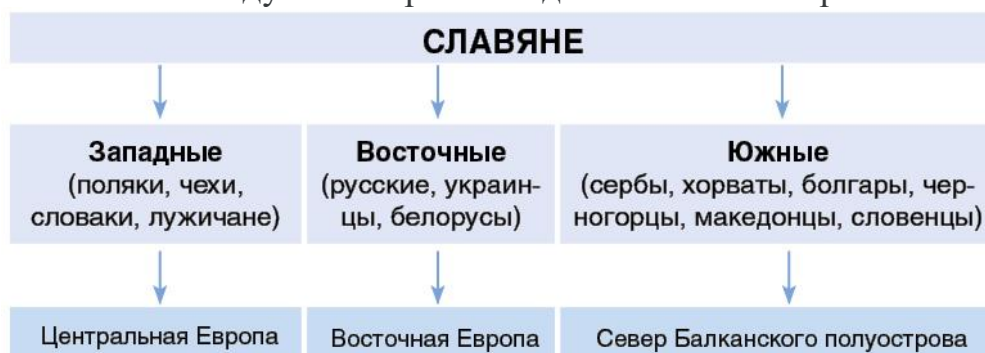 СЛАВЯНЕ
Западные
(поляки, чехи,
словаки, лужичане)
Восточные
(русские, украин-
цы, белорусы)
Южные
(сербы, хорваты, болгары, чер-
ногорцы, македонцы, словенцы)
Центральная Европа
Восточная Европа
Север Балканского полуострова